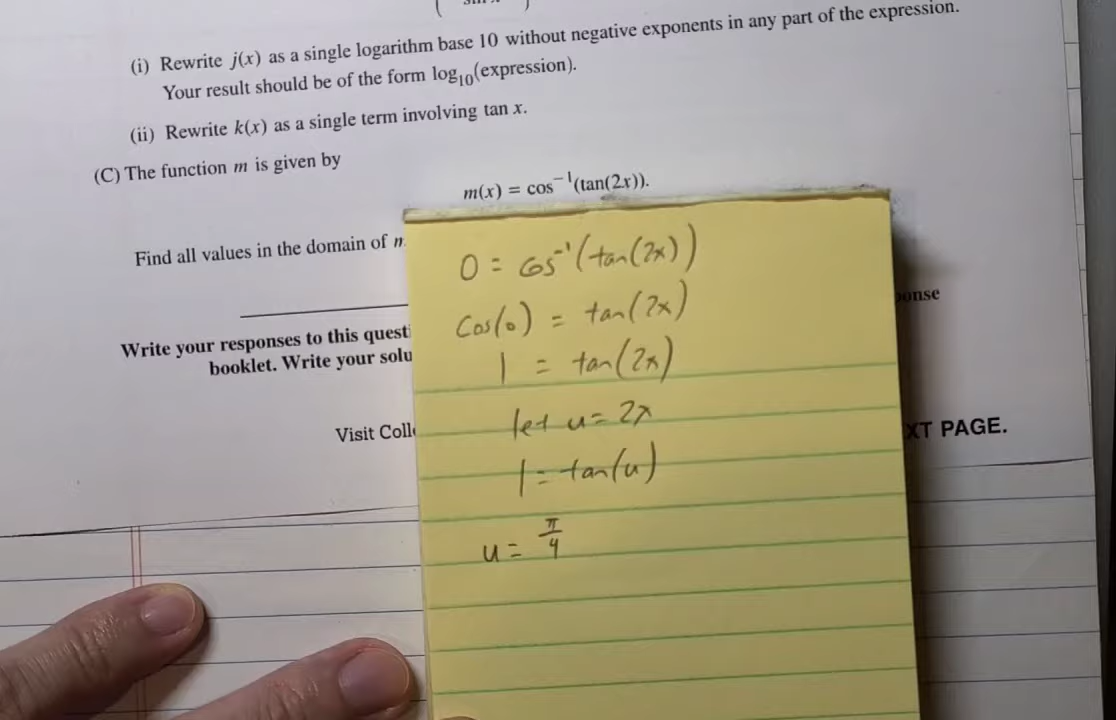 (i) Rewrite j(x) as a single logarithm base 10 without negative exponents in any part of the expression.
Your result should be of the form log₁₀(expression).
(ii) Rewrite k(x) as a single term involving tan x.
(C) The function m is given by
m(x) = cos⁻¹(tan(2x)).
Find all values in the domain of
Write your responses to this
booklet. Write your
Visit
XT PAGE.
0 = cos⁻¹(tan(2x))
cos(0) = tan(2x)
1 = tan(2x)
let u = 2x
1 = tan(u)
u = π/4